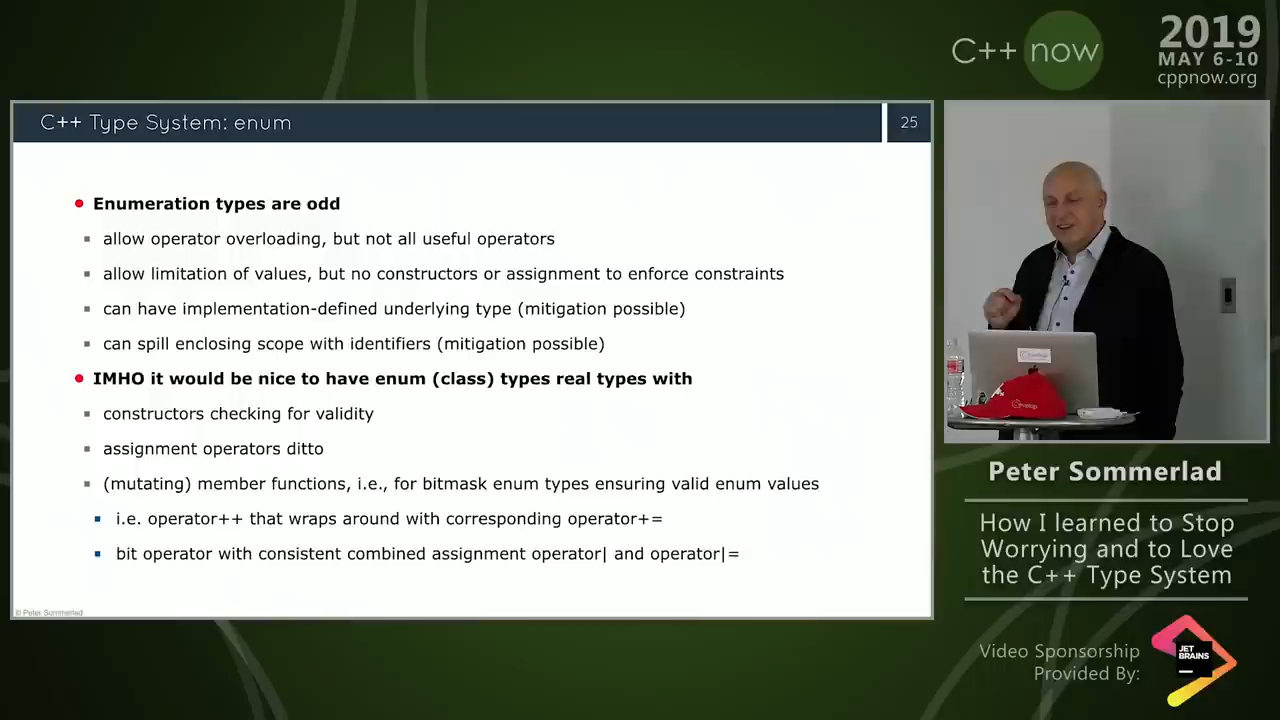 C++ now
2019
MAY 6-10
cppnow.org
C++ Type System: enum
25
Enumeration types are odd
allow operator overloading, but not all useful operators
allow limitation of values, but no constructors or assignment to enforce constraints
can have implementation-defined underlying type (mitigation possible)
can spill enclosing scope with identifiers (mitigation possible)
IMHO it would be nice to have enum (class) types real types with
constructors checking for validity
assignment operators ditto
(mutating) member functions, i.e., for bitmask enum types ensuring valid enum values
i.e. operator++ that wraps around with corresponding operator+=
bit operator with consistent combined assignment operator| and operator|=
© Peter Sommerlad
Peter Sommerlad
How I learned to Stop
Worrying and to Love
the C++ Type System
Video Sponsorship
Provided By:
JET
BRAINS